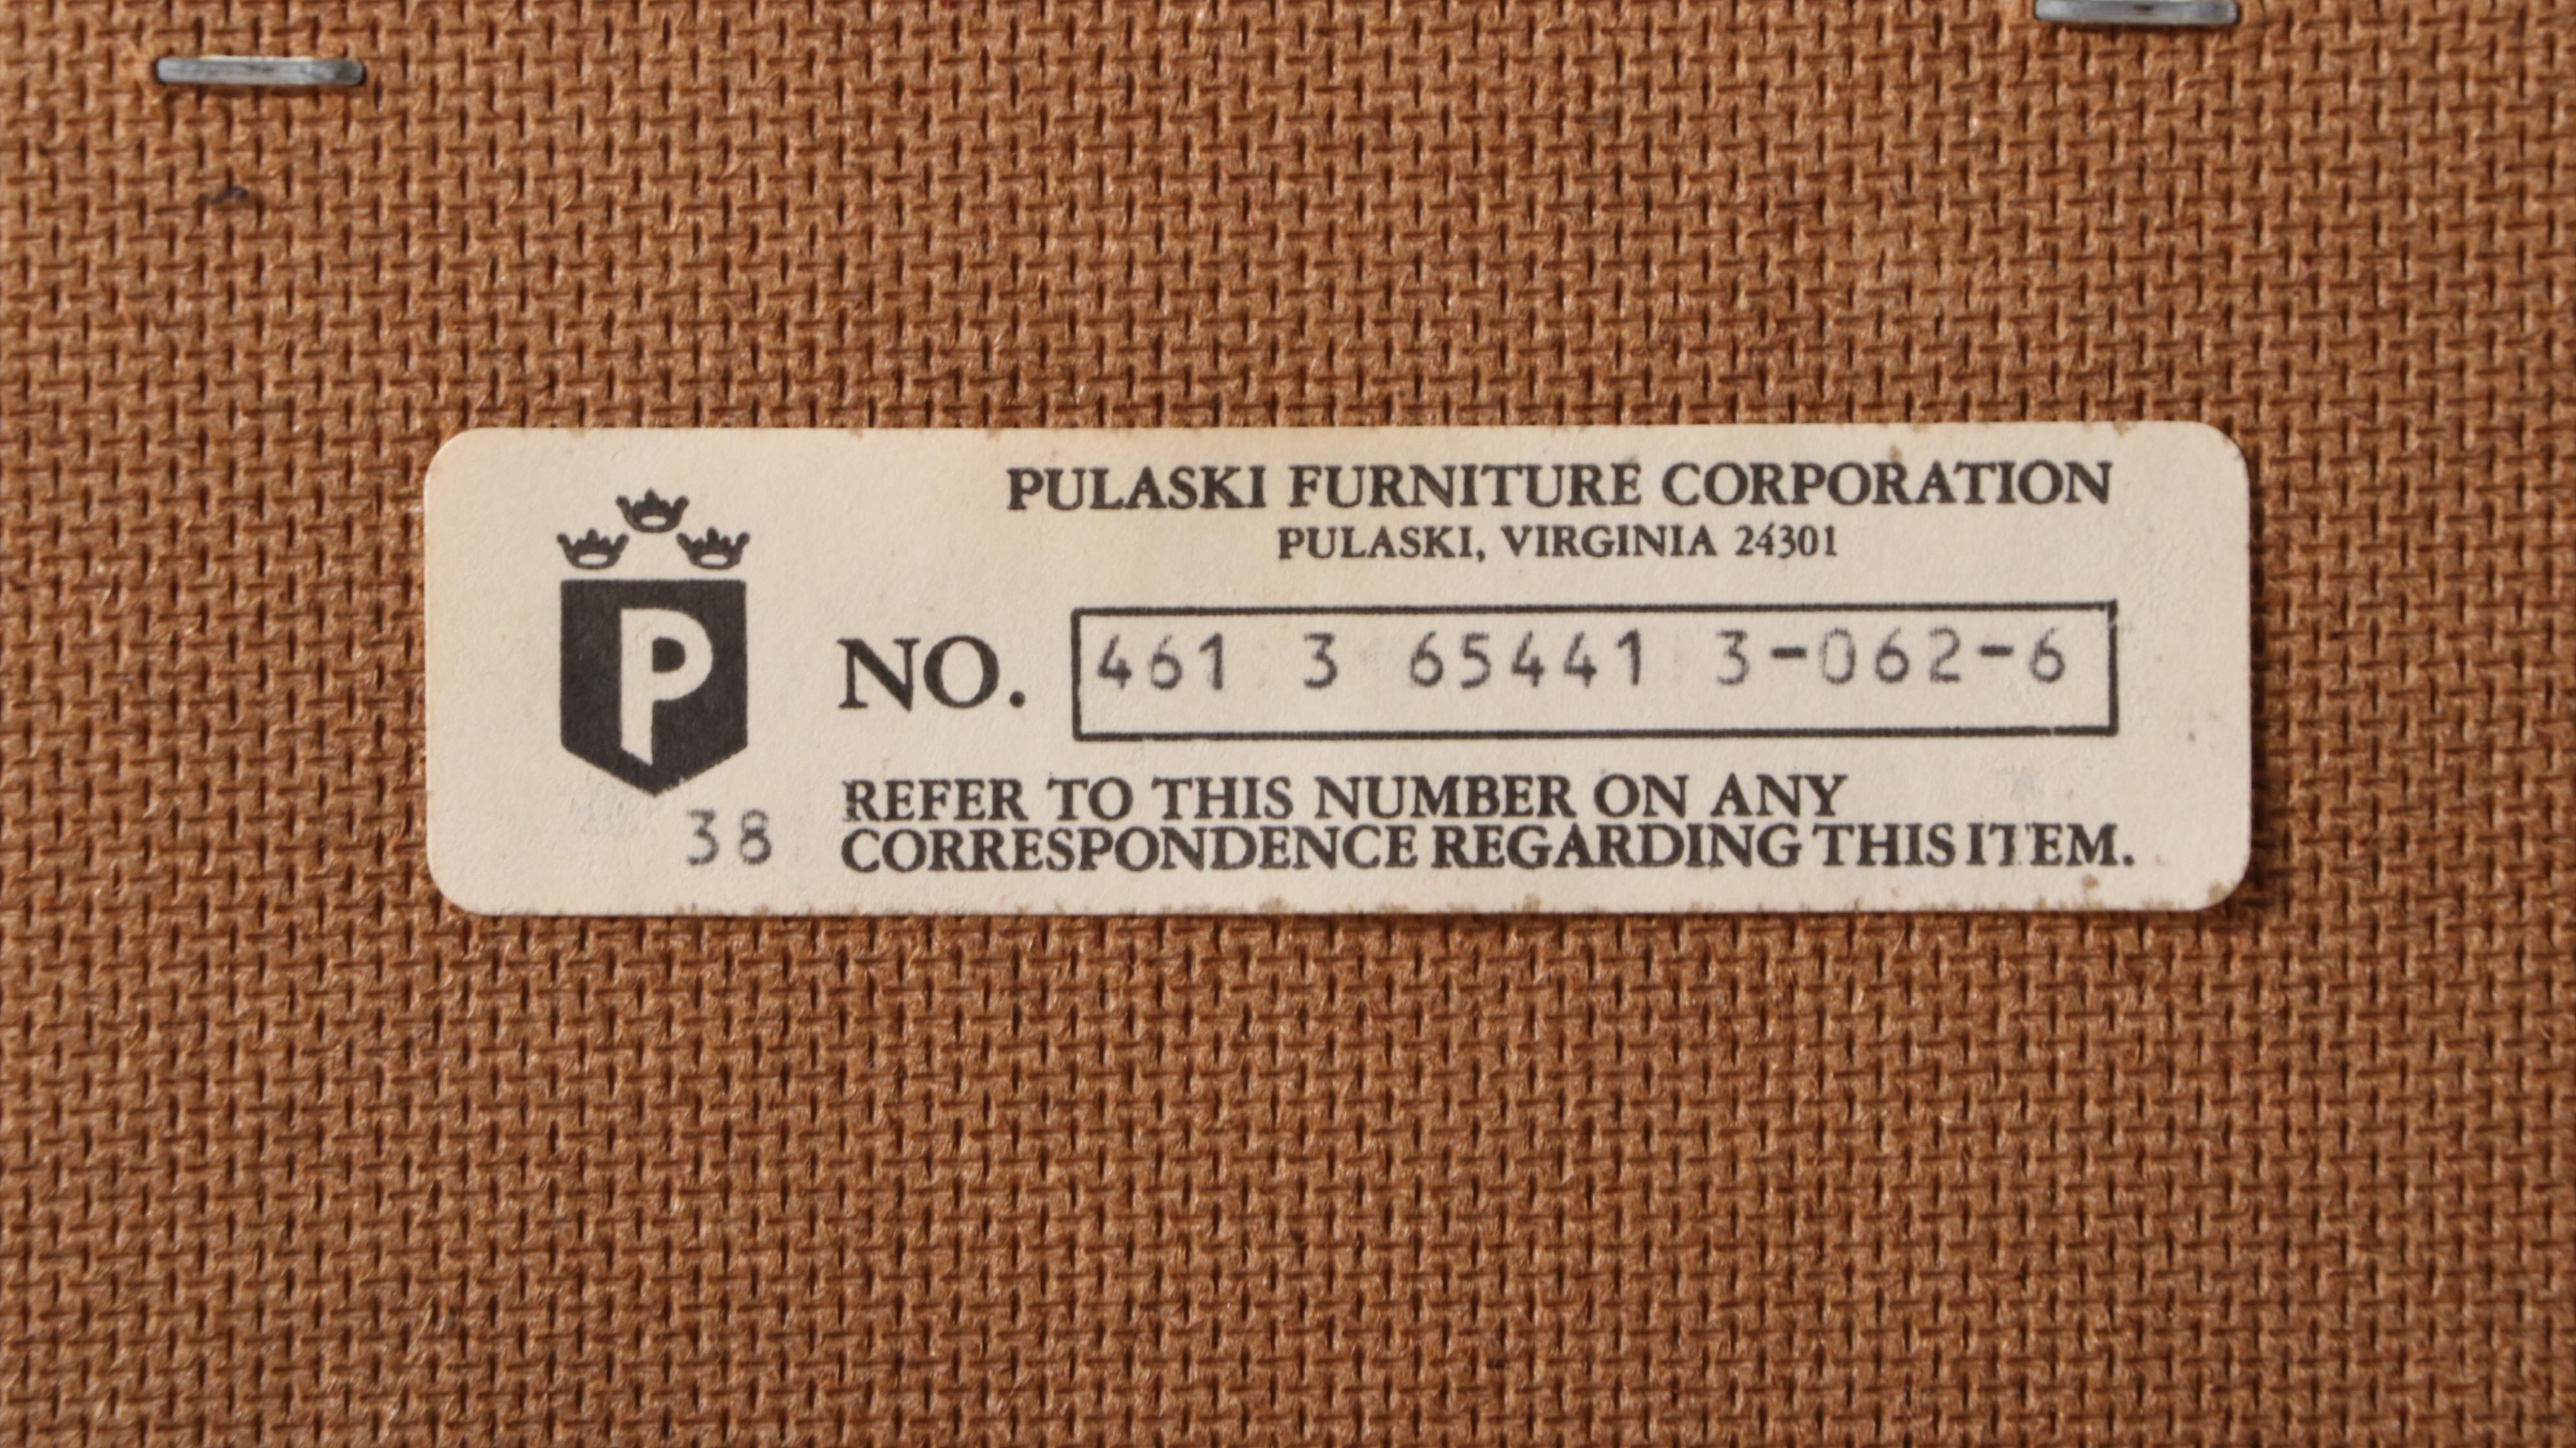 PULASKI FURNITURE CORPORATION
PULASKI, VIRGINIA 24301
P
NO. 461 3 65441 3-062-6
38
REFER TO THIS NUMBER ON ANY
CORRESPONDENCE REGARDING THIS ITEM.